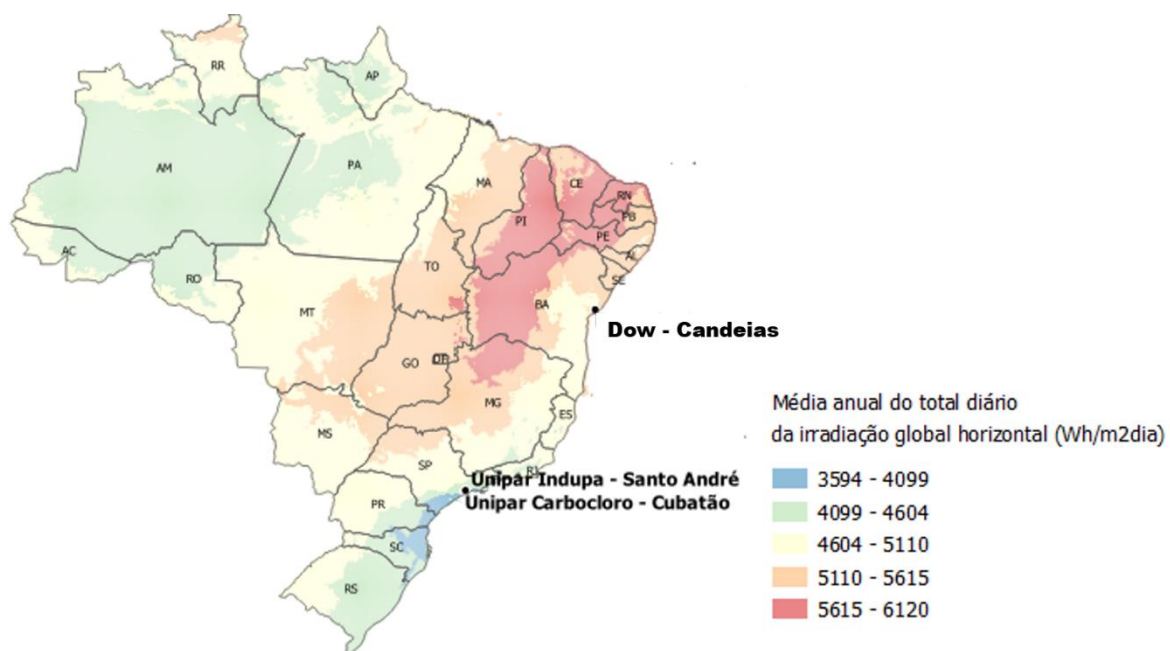 RR
AP
AM
PA
MA
CE
RN
PB
PI
PE
AL
SE
AC
RO
TO
BA
MT
Dow - Candeias
GO
DF
MG
MS
ES
SP
RJ
Unipar Indupa - Santo André
Unipar Carbocloro - Cubatão
PR
SC
RS
Média anual do total diário
da irradiação global horizontal (Wh/m2dia)
3594 - 4099
4099 - 4604
4604 - 5110
5110 - 5615
5615 - 6120